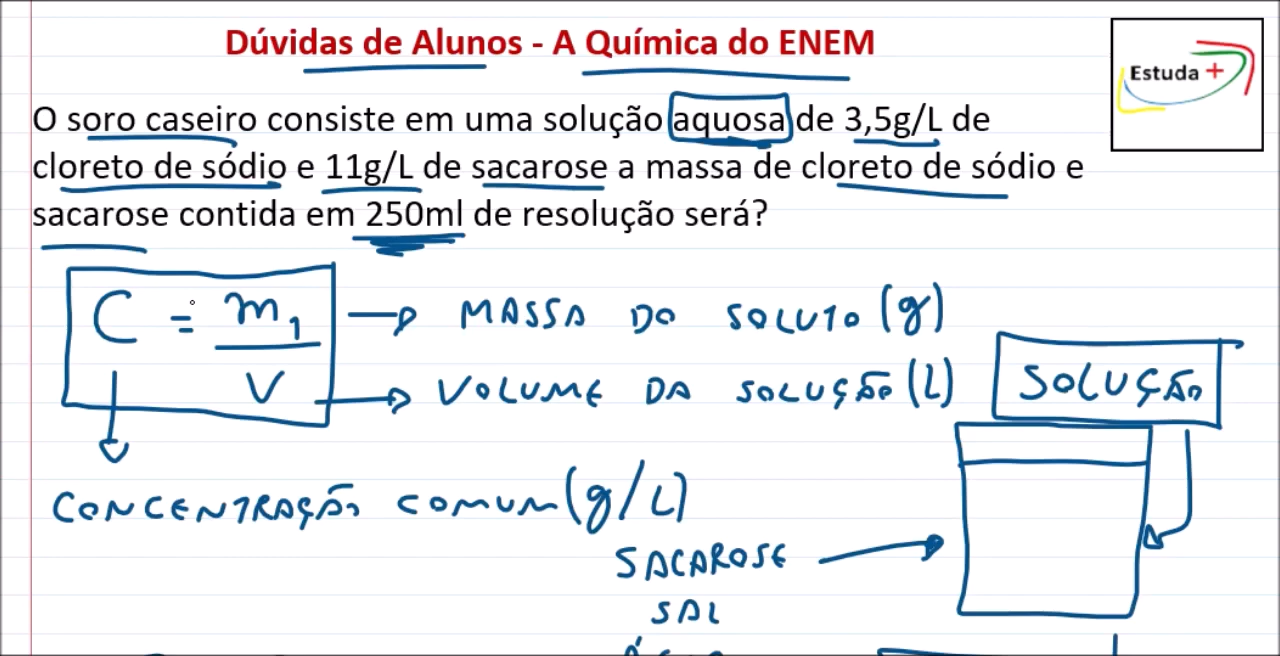 Dúvidas de Alunos - A Química do ENEM
Estuda +
O soro caseiro consiste em uma solução aquosa de 3,5g/L de
cloreto de sódio e 11g/L de sacarose a massa de cloreto de sódio e
sacarose contida em 250ml de resolução será?
C = m₁ → MASSA DO SOLUTO (g)
V → VOLUME DA SOLUÇÃO (L)
SOLUÇÃO
CONCENTRAÇÃO COMUM (g/L)
SACAROSE →
SAL